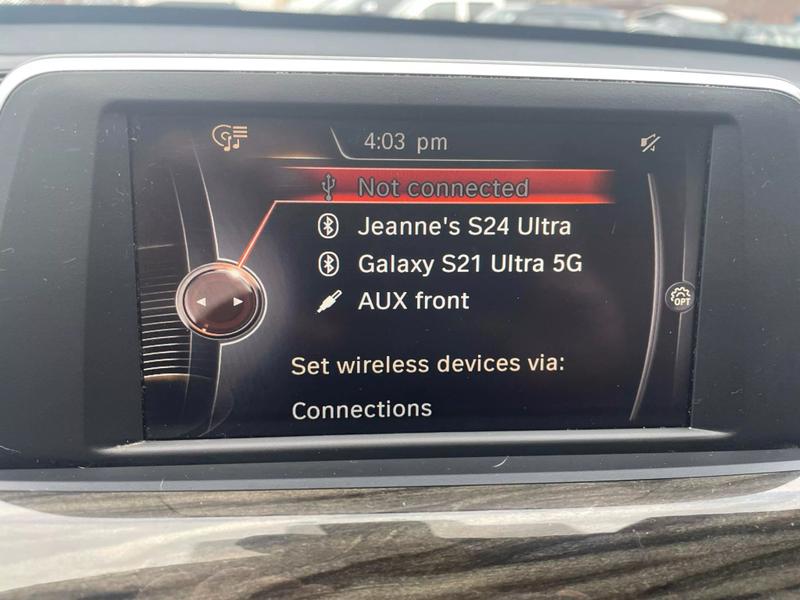 4:03 pm
Not connected
Jeanne's S24 Ultra
Galaxy S21 Ultra 5G
AUX front
OPT
Set wireless devices via:
Connections